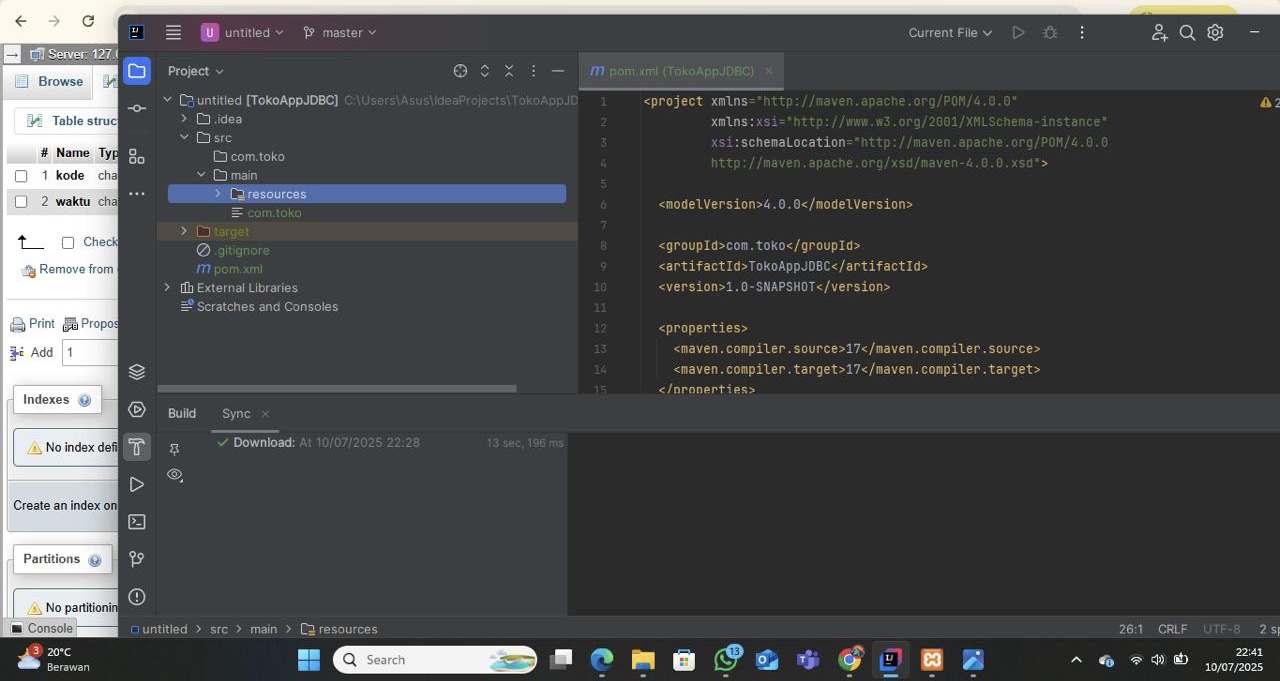 Server: 127.0
Browse
Table struc
# Name Typ
1 kode cha
2 waktu cha
Check
Remove from
Print Propos
Add 1
Indexes
No index defi
Create an index on
Partitions
No partitionin
Console
U untitled master Current File
Project
untitled [TokoAppJDBC] C:\Users\Asus\IdeaProjects\TokoAppJD
.idea
src
com.toko
main
resources
com.toko
target
.gitignore
pom.xml
External Libraries
Scratches and Consoles
pom.xml (TokoAppJDBC)
1 <project xmlns="http://maven.apache.org/POM/4.0.0"
2 xmlns:xsi="http://www.w3.org/2001/XMLSchema-instance"
3 xsi:schemaLocation="http://maven.apache.org/POM/4.0.0
4 http://maven.apache.org/xsd/maven-4.0.0.xsd">
5
6 <modelVersion>4.0.0</modelVersion>
7
8 <groupId>com.toko</groupId>
9 <artifactId>TokoAppJDBC</artifactId>
10 <version>1.0-SNAPSHOT</version>
11
12 <properties>
13 <maven.compiler.source>17</maven.compiler.source>
14 <maven.compiler.target>17</maven.compiler.target>
15 </properties>
2
Build Sync
Download: At 10/07/2025 22:28 13 sec, 196 ms
untitled > src > main > resources
26:1 CRLF UTF-8 2 sp
3
20°C
Berawan
Search
13
22:41
10/07/2025